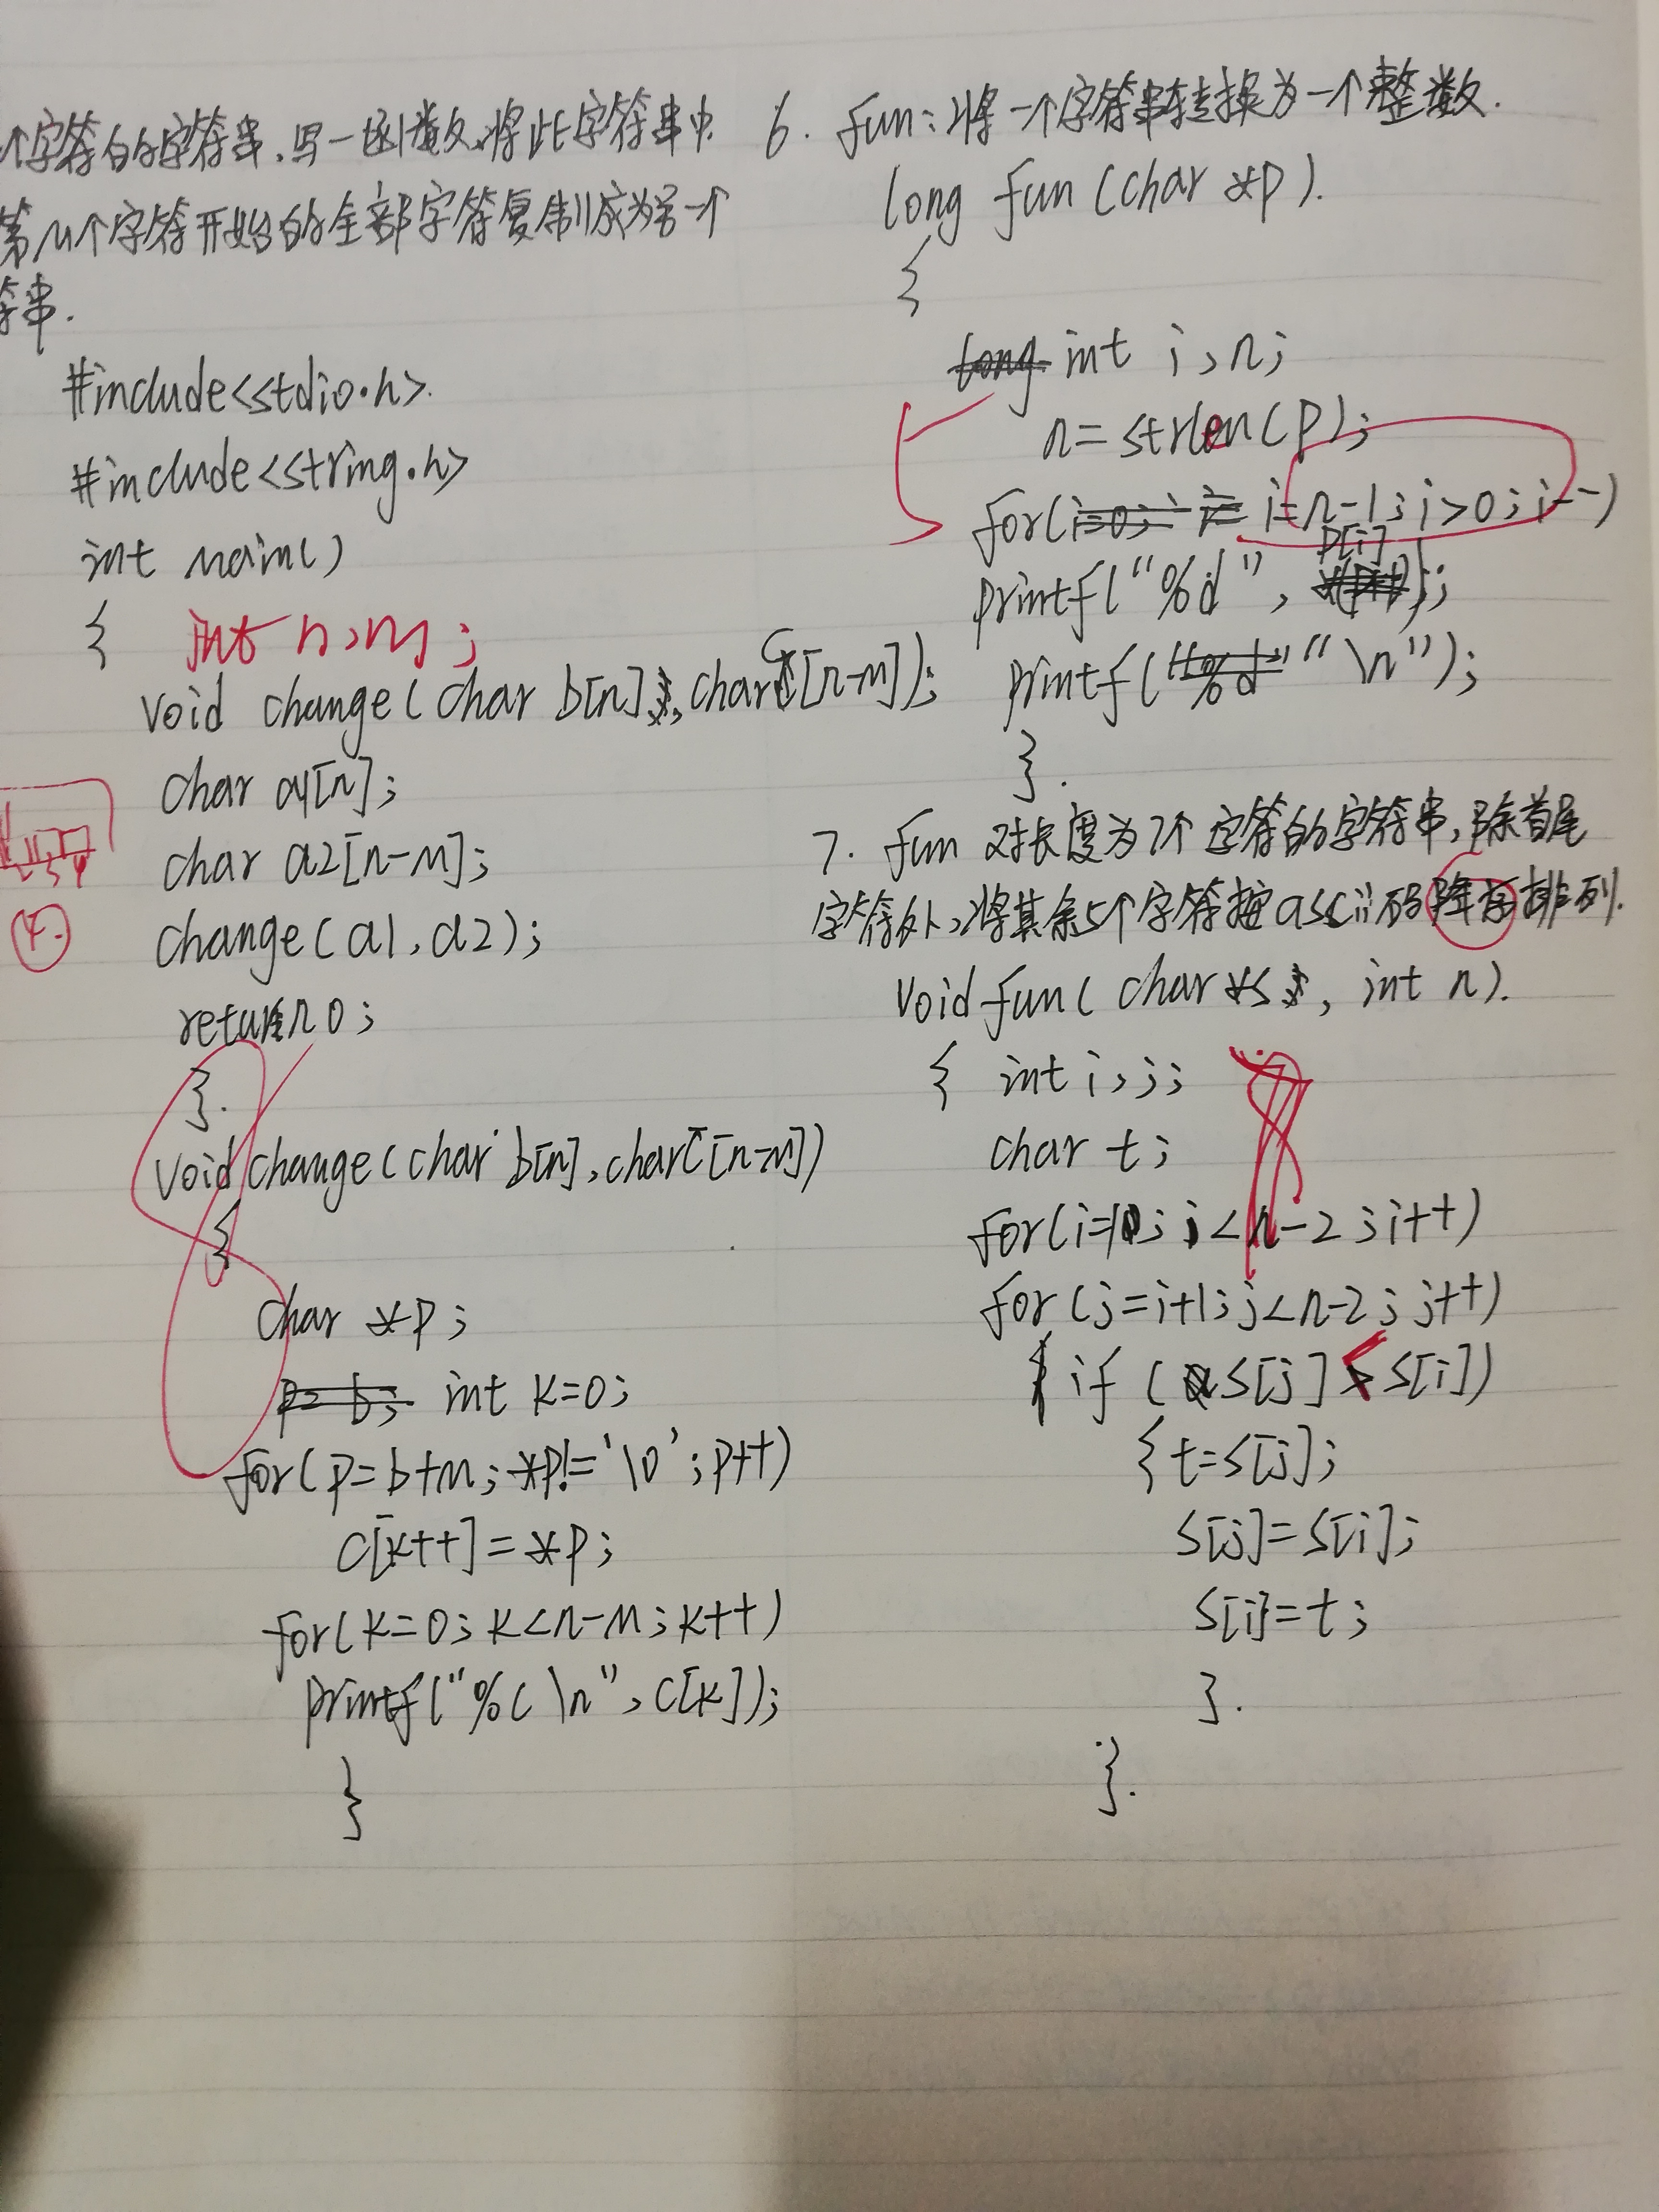 个字符的字符串,写一函数,将此字符串中
第m个字符开始的全部字符复制成为另一个
符串.
#include<stdio.h>.
#include<string.h>
int main()
{ int n,m;
void change(char b[n],char c[n-m]);
char a1[n];
char a2[n-m];
change(a1,a2);
return 0;
}.
void change(char b[n],char c[n-m])
{
char *p;
p=b; int k=0;
for(p=b+m;*p!='\0';p++)
c[k++]=*p;
for(k=0;k<n-m;k++)
printf("%c\n",c[k]);
}
4.
6. fun:将一个字符串转换为一个整数.
long fun(char *p).
{
long int i,n;
n=strlen(p);
for(i=0; i= i=n-1;i>0;i--)
printf("%d", p[i]);
printf("%d" "\n");
}.
7. fun 对长度为7个字符的字符串,除首尾
字符外,将其余5个字符按ascii码降序排列.
void fun(char *s, int n).
{ int i,j;
char t;
for(i=1;i<n-2;i++)
for(j=i+1;j<n-2;j++)
{if(s[j]<s[i])
{t=s[j];
s[j]=s[i];
s[i]=t;
}.
}.